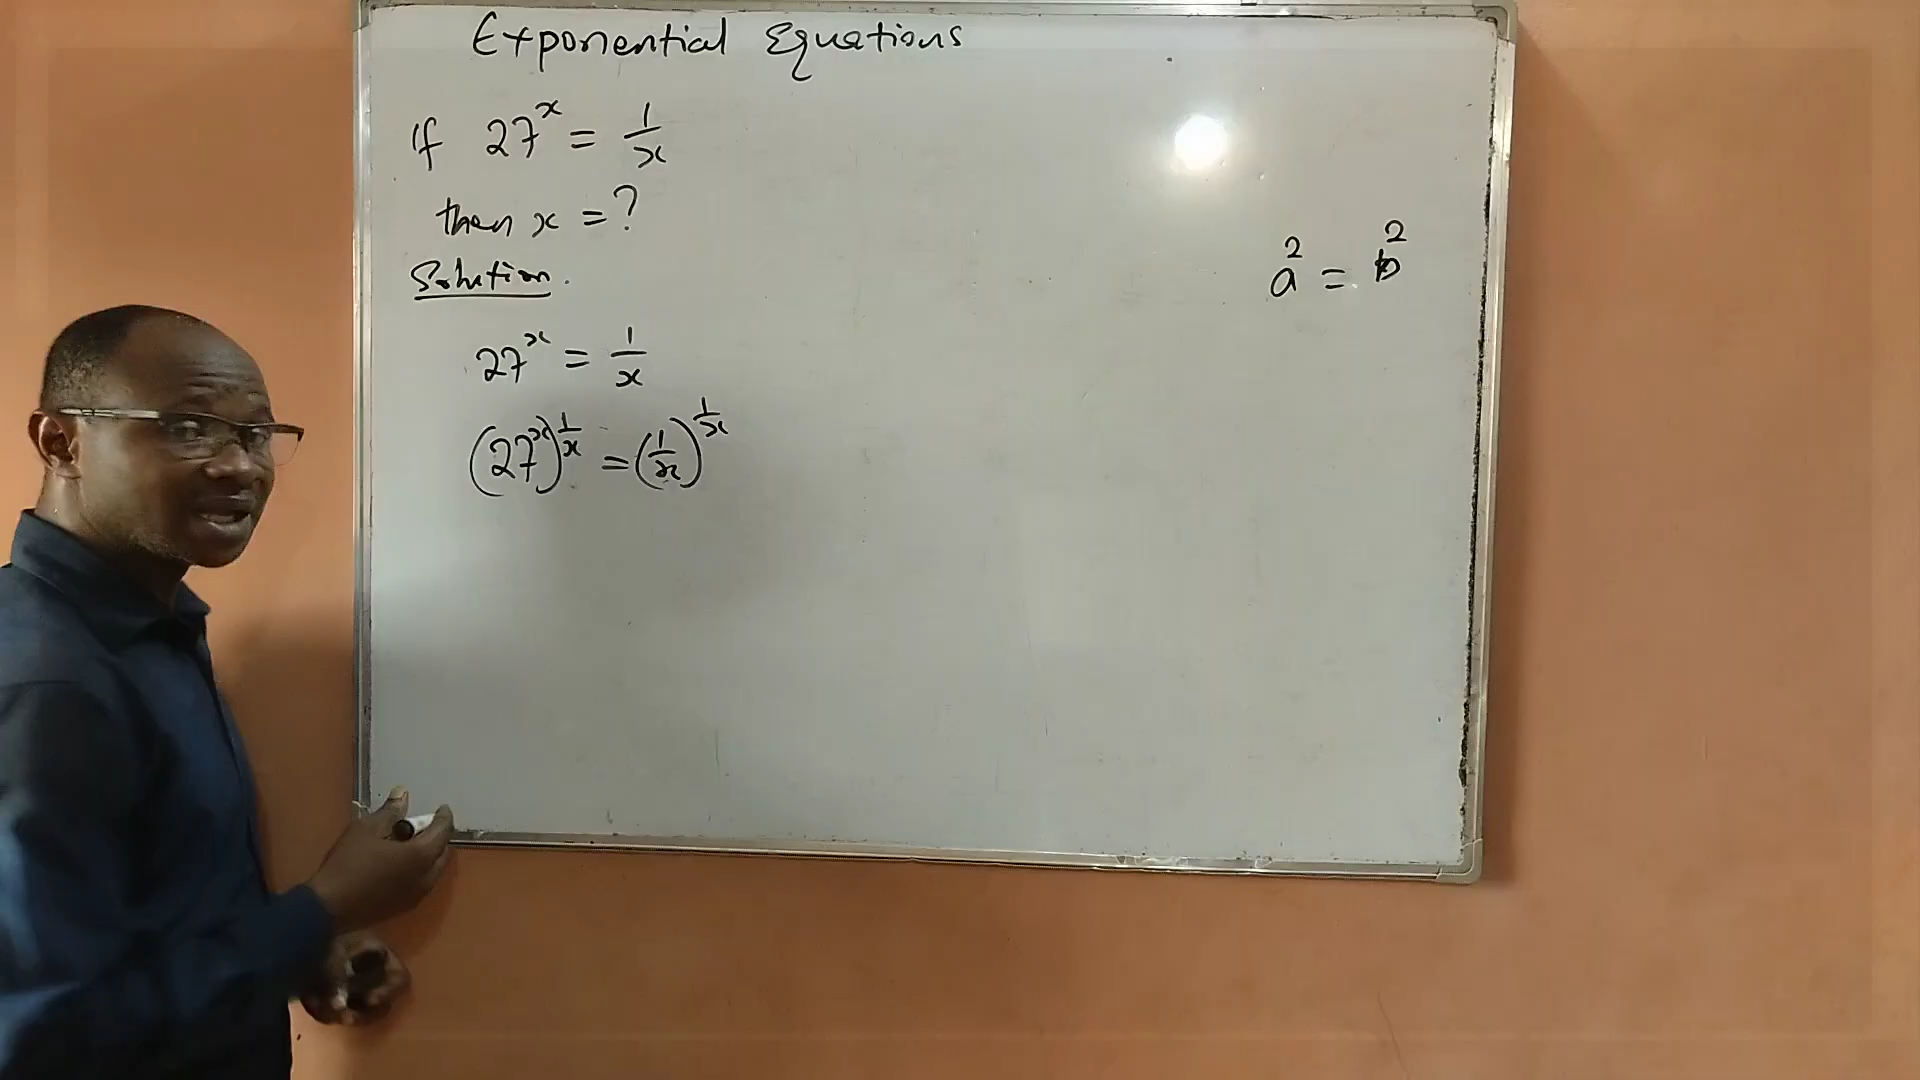 Exponential Equations
If 27^x = 1/x
then x = ?
Solution.
27^x = 1/x
(27^x)^(1/x) = (1/x)^(1/x)
a^2 = b^2